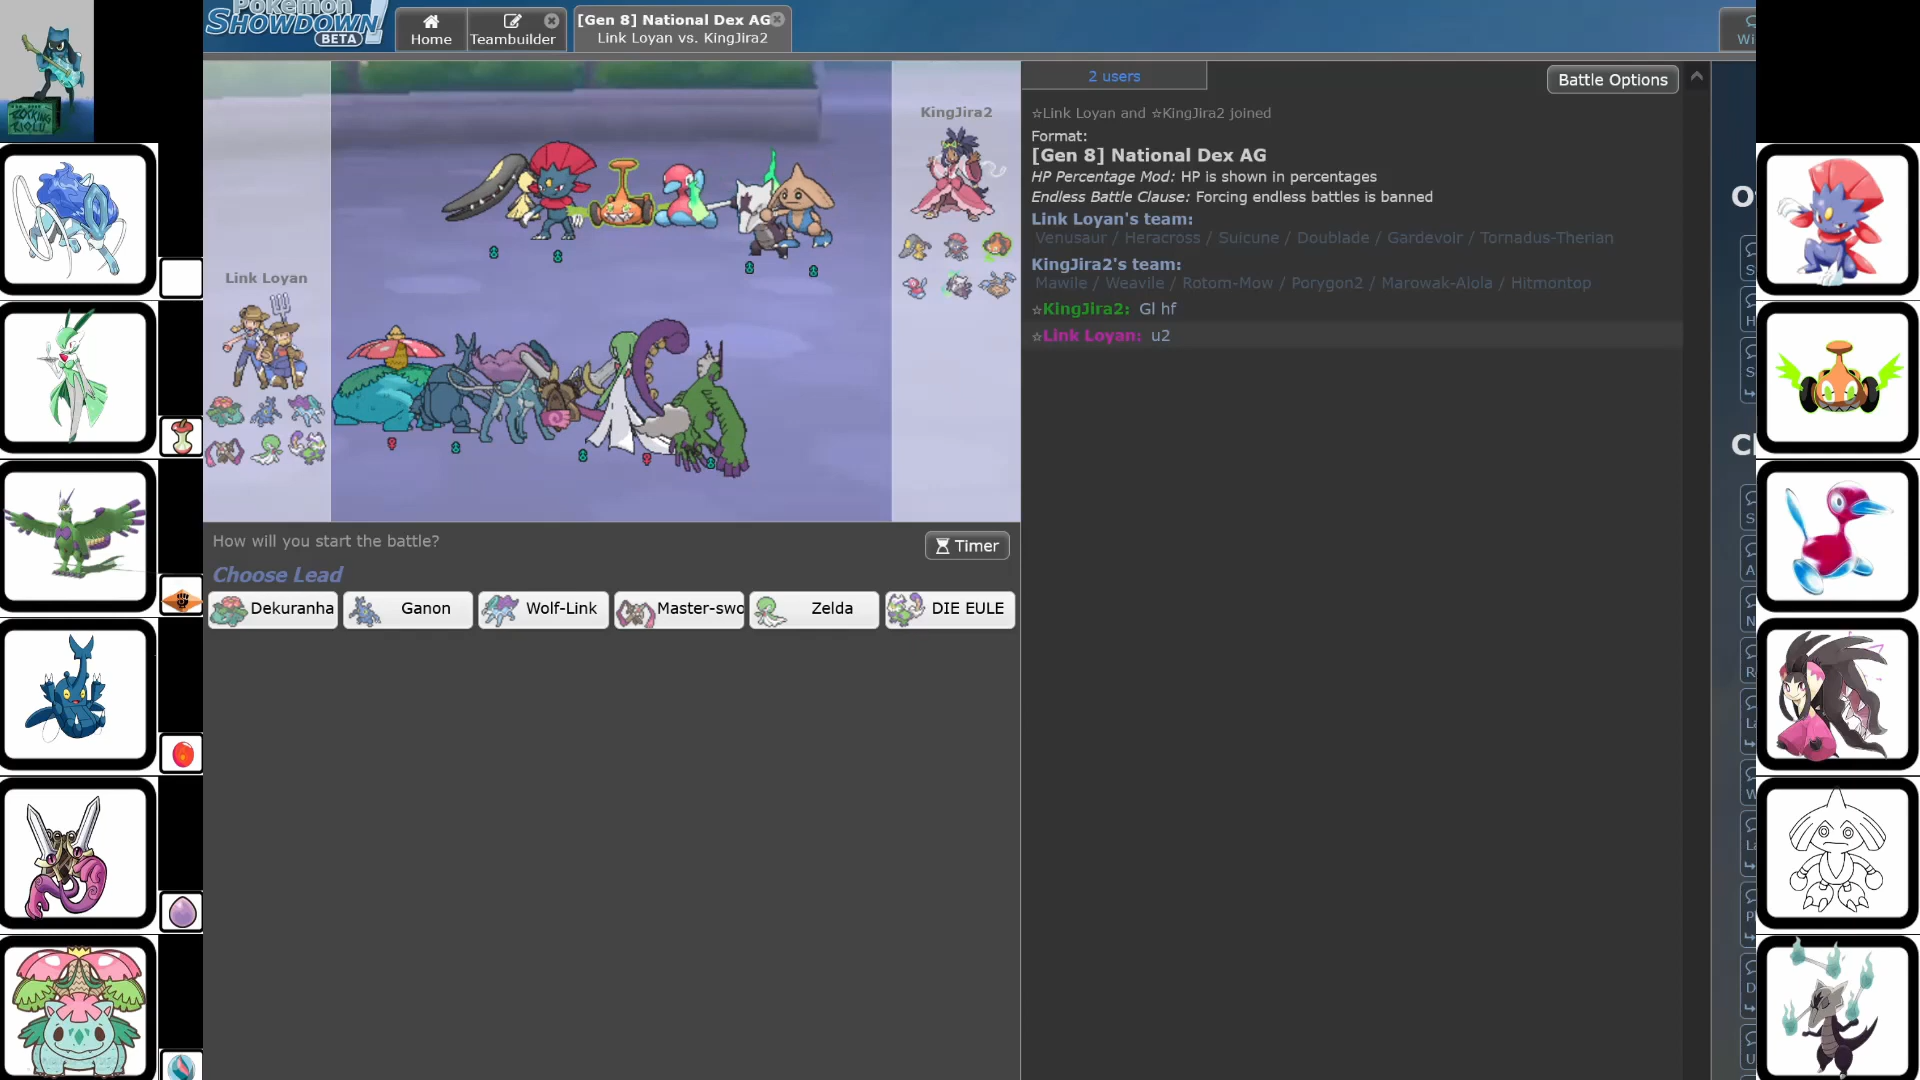 Pokémon
SHOWDOWN!
BETA
Home
Teambuilder
[Gen 8] National Dex AG
Link Loyan vs. KingJira2
Wi
ROCKING
RIOLU
2 users
Battle Options
KingJira2
Link Loyan
☆Link Loyan and ☆KingJira2 joined
Format:
[Gen 8] National Dex AG
HP Percentage Mod: HP is shown in percentages
Endless Battle Clause: Forcing endless battles is banned
Link Loyan's team:
Venusaur / Heracross / Suicune / Doublade / Gardevoir / Tornadus-Therian
KingJira2's team:
Mawile / Weavile / Rotom-Mow / Porygon2 / Marowak-Alola / Hitmontop
☆KingJira2: Gl hf
☆Link Loyan: u2
How will you start the battle?
Timer
Choose Lead
Dekuranha
Ganon
Wolf-Link
Master-swo
Zelda
DIE EULE